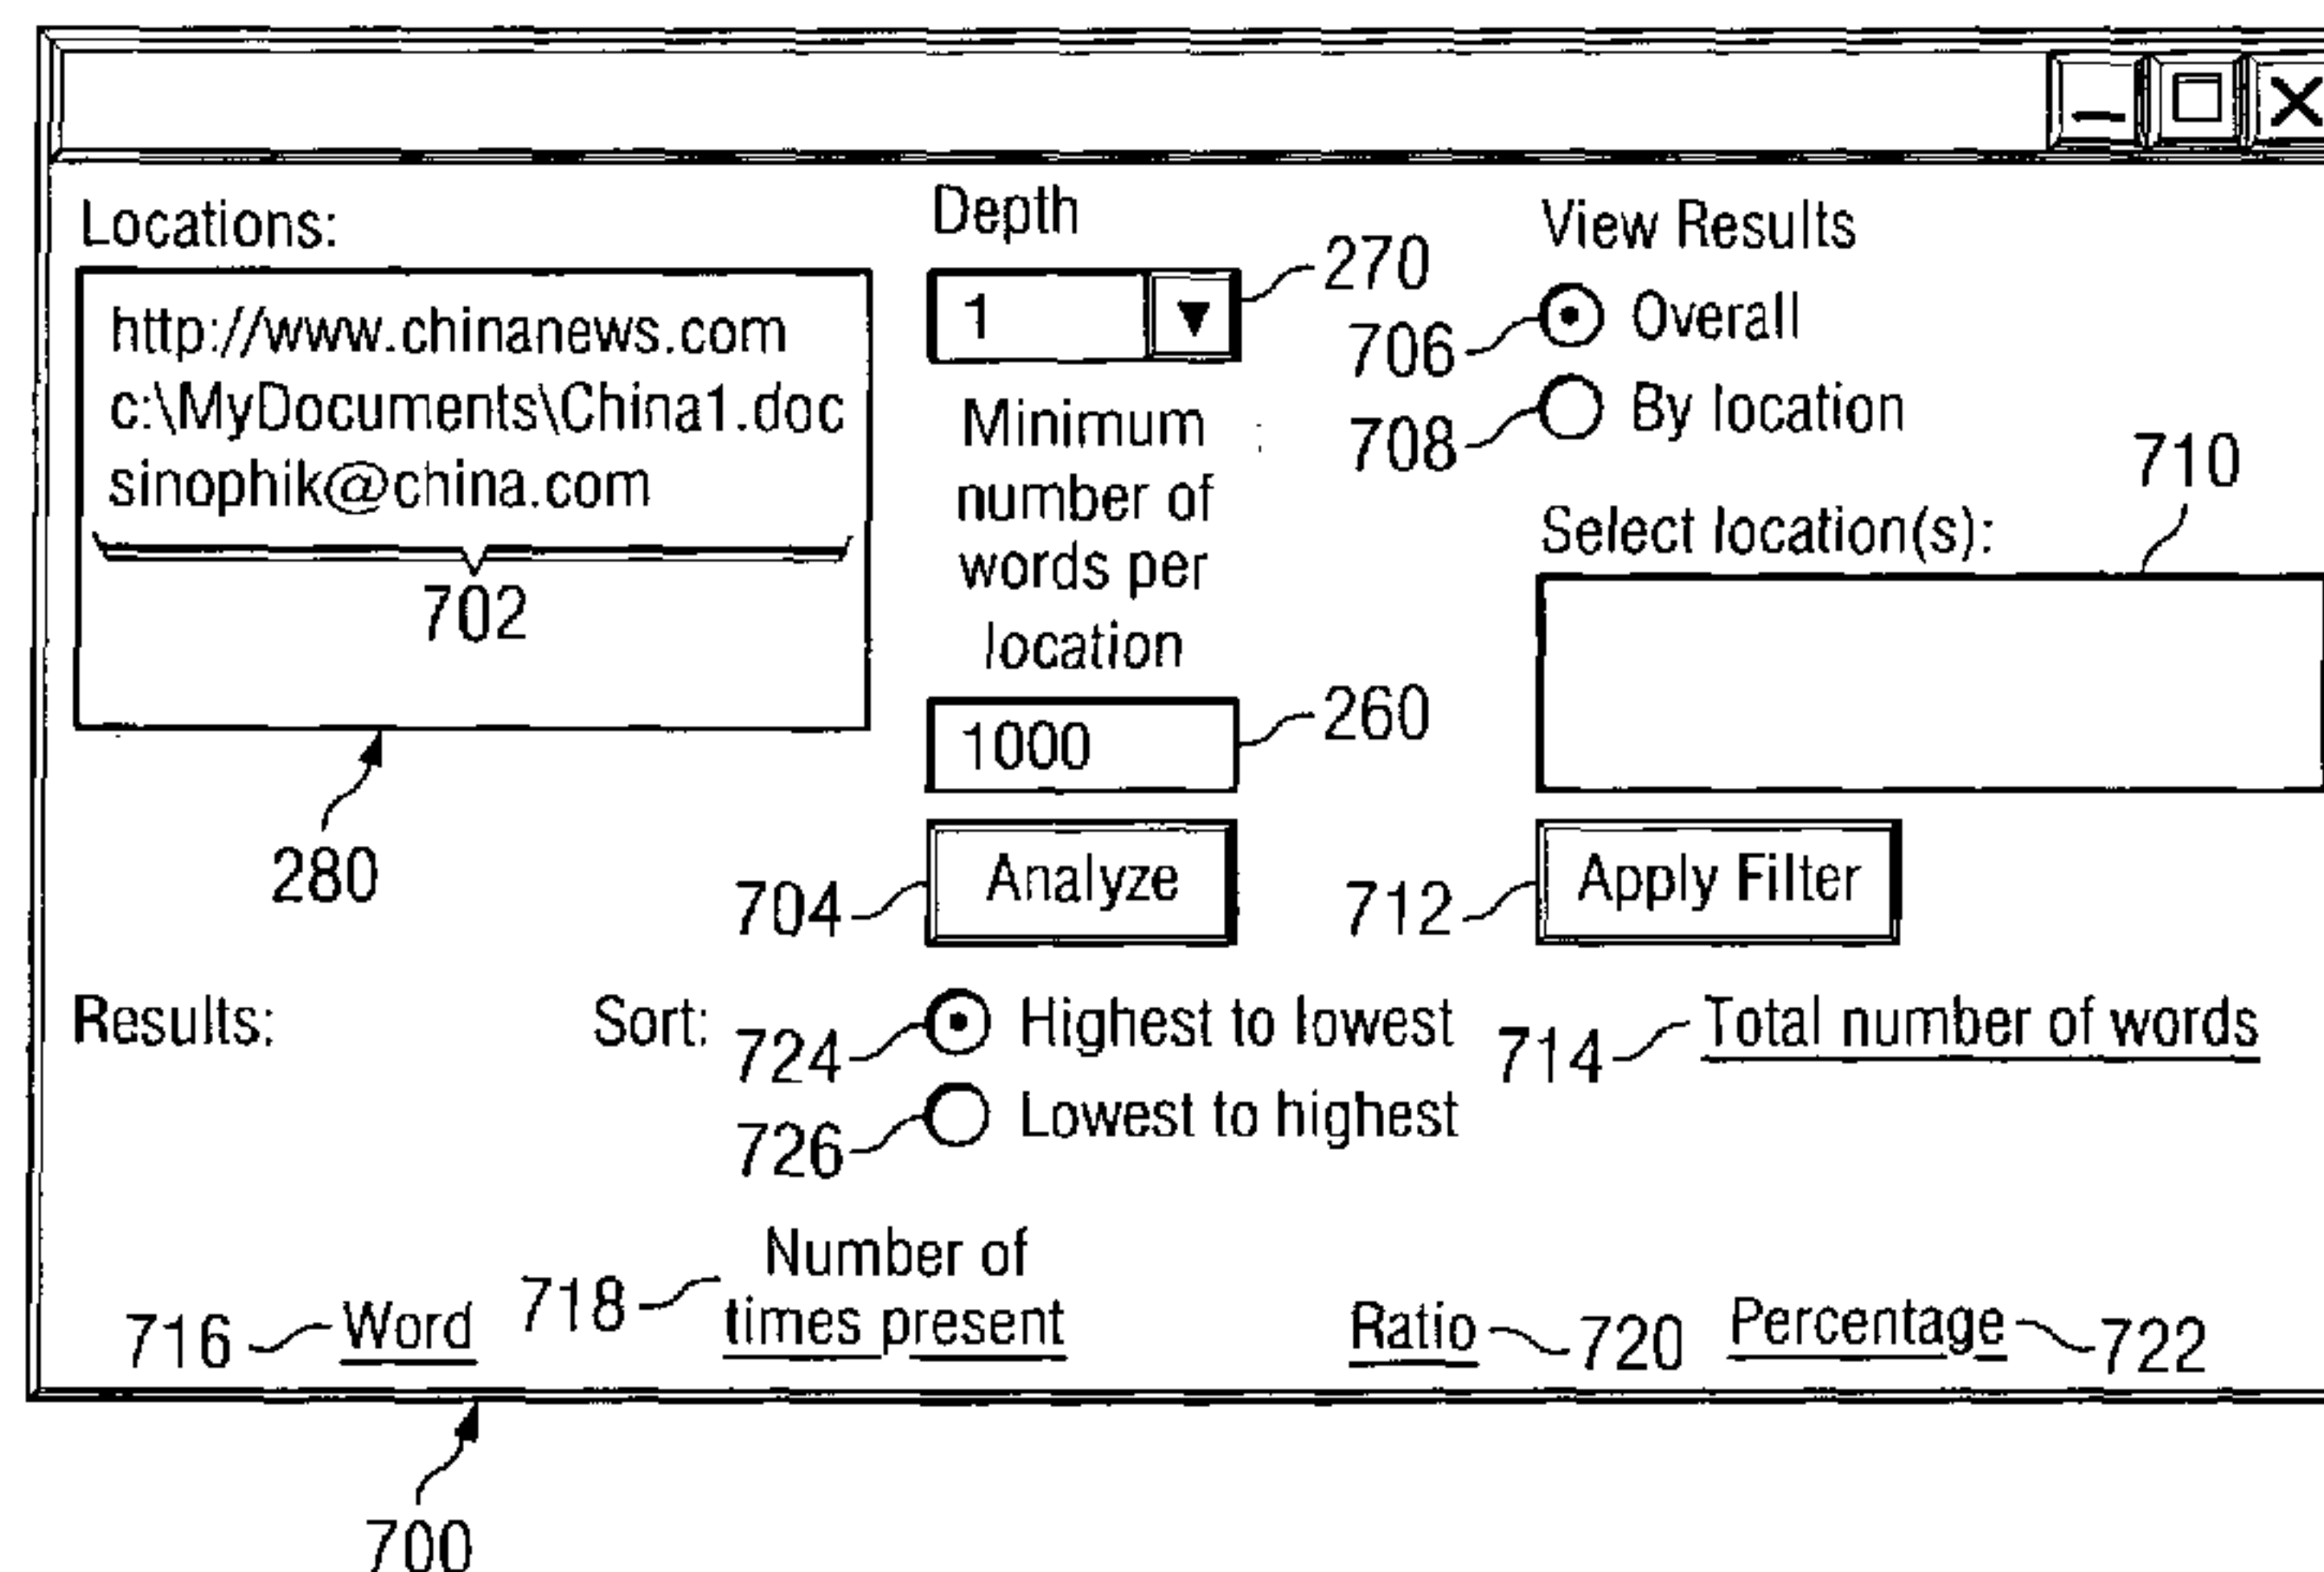 Locations:
http://www.chinanews.com
c:\MyDocuments\China1.doc
sinophik@china.com
702
280
Depth
1
270
Minimum
number of
words per
location
1000
260
704
Analyze
View Results
706
Overall
708
By location
710
Select location(s):
712
Apply Filter
Results:
Sort:
724
Highest to lowest
726
Lowest to highest
714
Total number of words
716
Word
718
Number of
times present
Ratio
720
Percentage
722
700